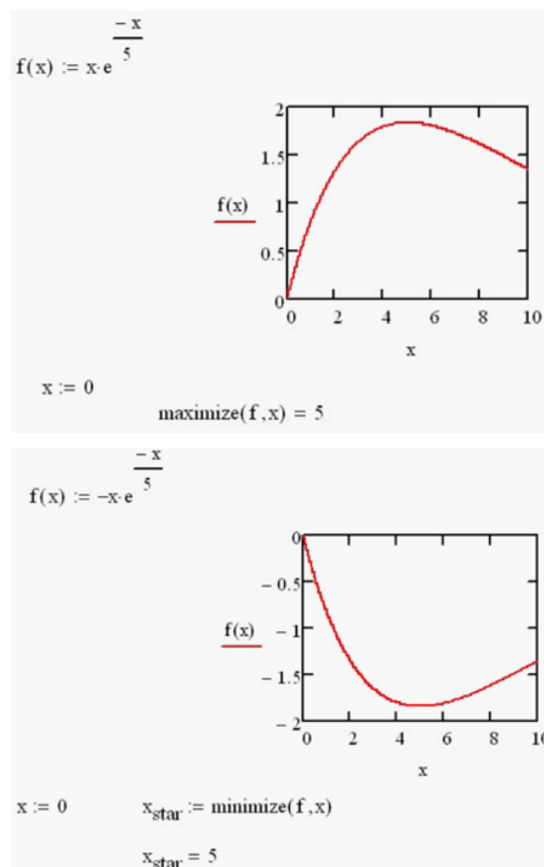 f(x) := x·e^(-x/5)
2
1.5
f(x) 1
0.5
0
0 2 4 6 8 10
x
x := 0
maximize(f,x) = 5
f(x) := -x·e^(-x/5)
0
-0.5
f(x) -1
-1.5
-2
0 2 4 6 8 10
x
x := 0 x_star := minimize(f,x)
x_star = 5